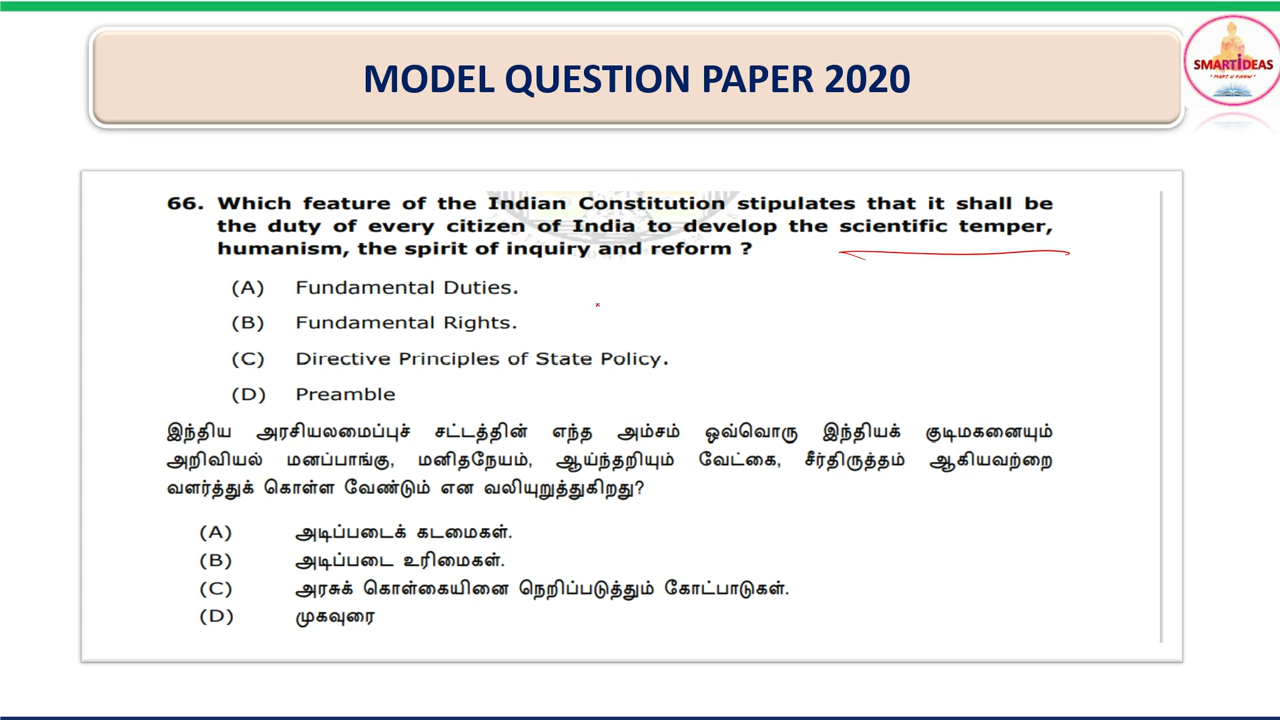 MODEL QUESTION PAPER 2020
SMARTiDEAS
" MAKE U KNOW"
66. Which feature of the Indian Constitution stipulates that it shall be
the duty of every citizen of India to develop the scientific temper,
humanism, the spirit of inquiry and reform ?
(A) Fundamental Duties.
(B) Fundamental Rights.
(C) Directive Principles of State Policy.
(D) Preamble
இந்திய அரசியலமைப்புச் சட்டத்தின் எந்த அம்சம் ஒவ்வொரு இந்தியக் குடிமகனையும்
அறிவியல் மனப்பாங்கு, மனிதநேயம், ஆய்ந்தறியும் வேட்கை, சீர்திருத்தம் ஆகியவற்றை
வளர்த்துக் கொள்ள வேண்டும் என வலியுறுத்துகிறது?
(A) அடிப்படைக் கடமைகள்.
(B) அடிப்படை உரிமைகள்.
(C) அரசுக் கொள்கையினை நெறிப்படுத்தும் கோட்பாடுகள்.
(D) முகவுரை